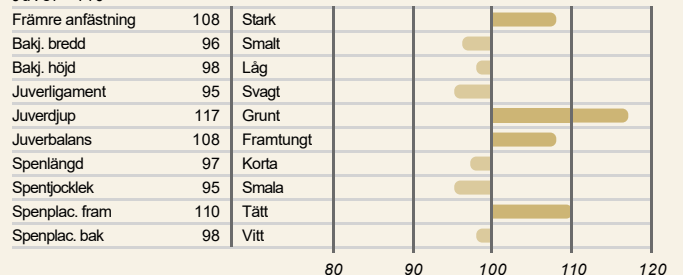 Främre anfästning 108 Stark
Bakj. bredd 96 Smalt
Bakj. höjd 98 Låg
Juverligament 95 Svagt
Juverdjup 117 Grunt
Juverbalans 108 Framtungt
Spenlängd 97 Korta
Spentjocklek 95 Smala
Spenplac. fram 110 Tätt
Spenplac. bak 98 Vitt
80 90 100 110 120